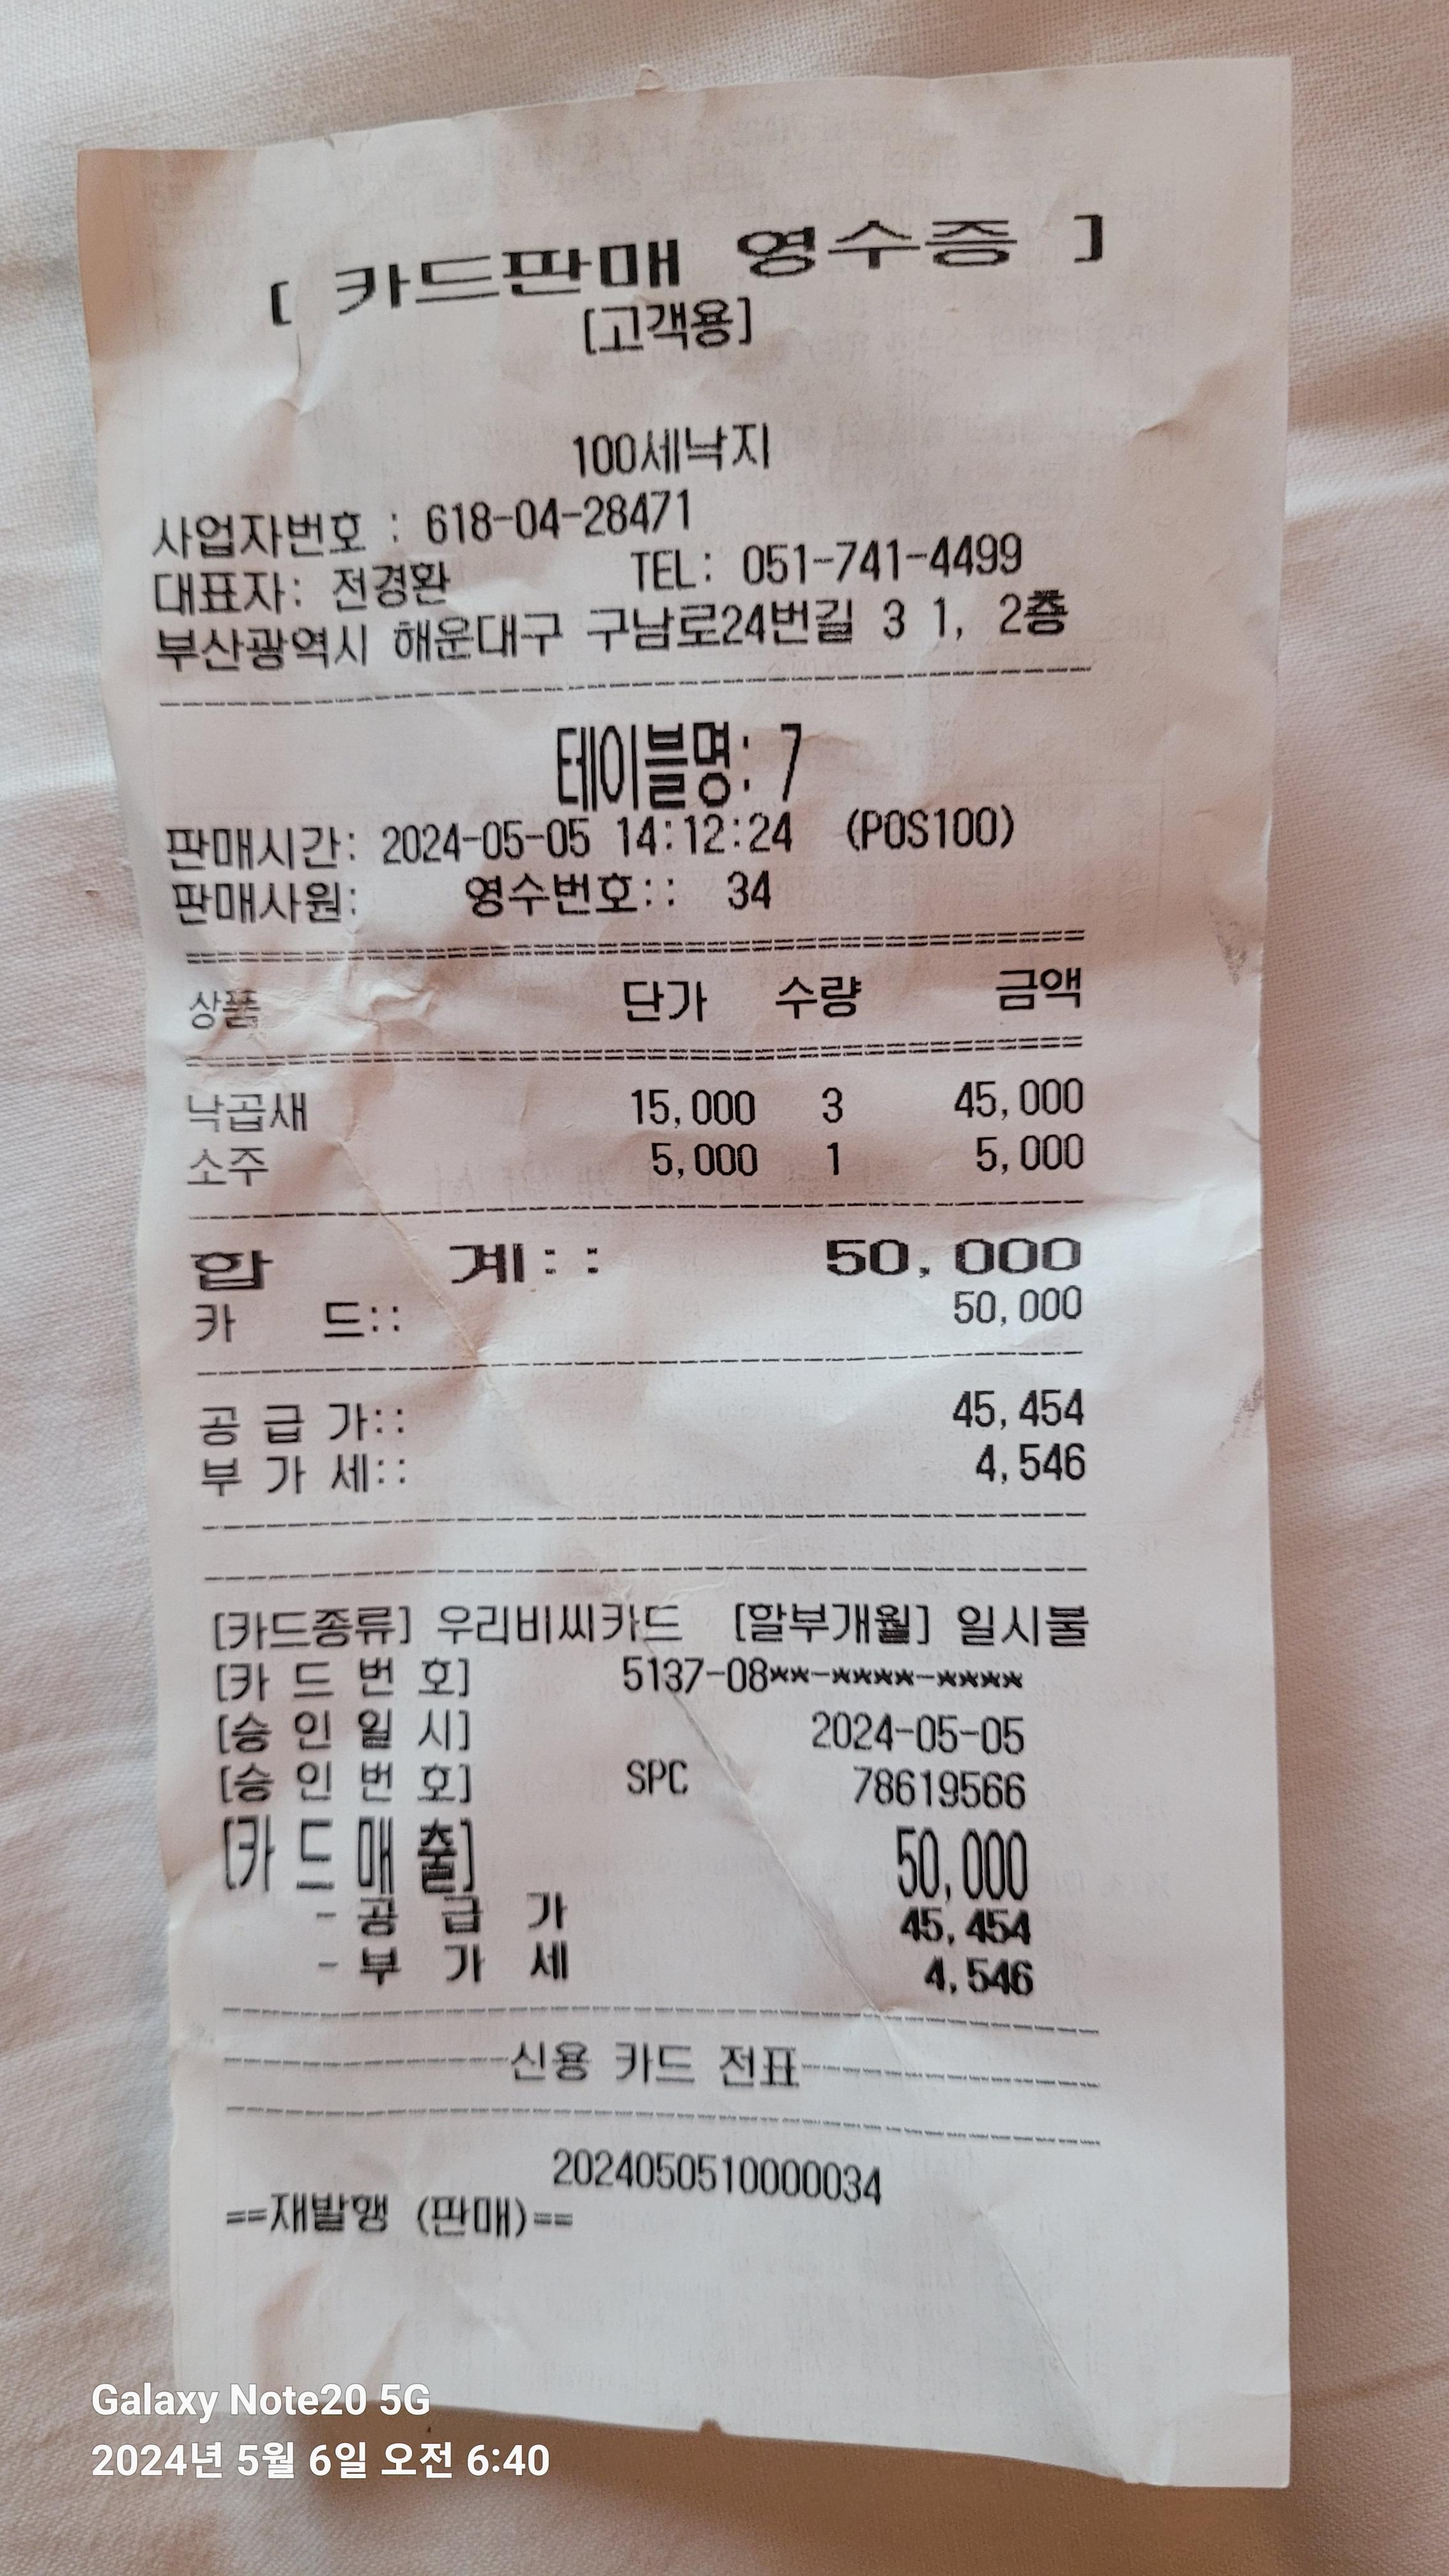 [ 카드판매 영수증 ]
[고객용]
100세낙지
사업자번호 : 618-04-28471
대표자: 전경환 TEL: 051-741-4499
부산광역시 해운대구 구남로24번길 3 1, 2층
테이블명: 7
판매시간: 2024-05-05 14:12:24 (POS100)
판매사원: 영수번호:: 34
상품 단가 수량 금액
낙곱새 15,000 3 45,000
소주 5,000 1 5,000
합 계:: 50,000
카 드:: 50,000
공 급 가:: 45,454
부 가 세:: 4,546
[카드종류] 우리비씨카드 [할부개월] 일시불
[카 드 번 호] 5137-08**-****-****
[승 인 일 시] 2024-05-05
[승 인 번 호] SPC 78619566
[카 드 매 출] 50,000
- 공 급 가 45,454
- 부 가 세 4,546
신용 카드 전표
2024050510000034
==재발행 (판매)==
Galaxy Note20 5G
2024년 5월 6일 오전 6:40